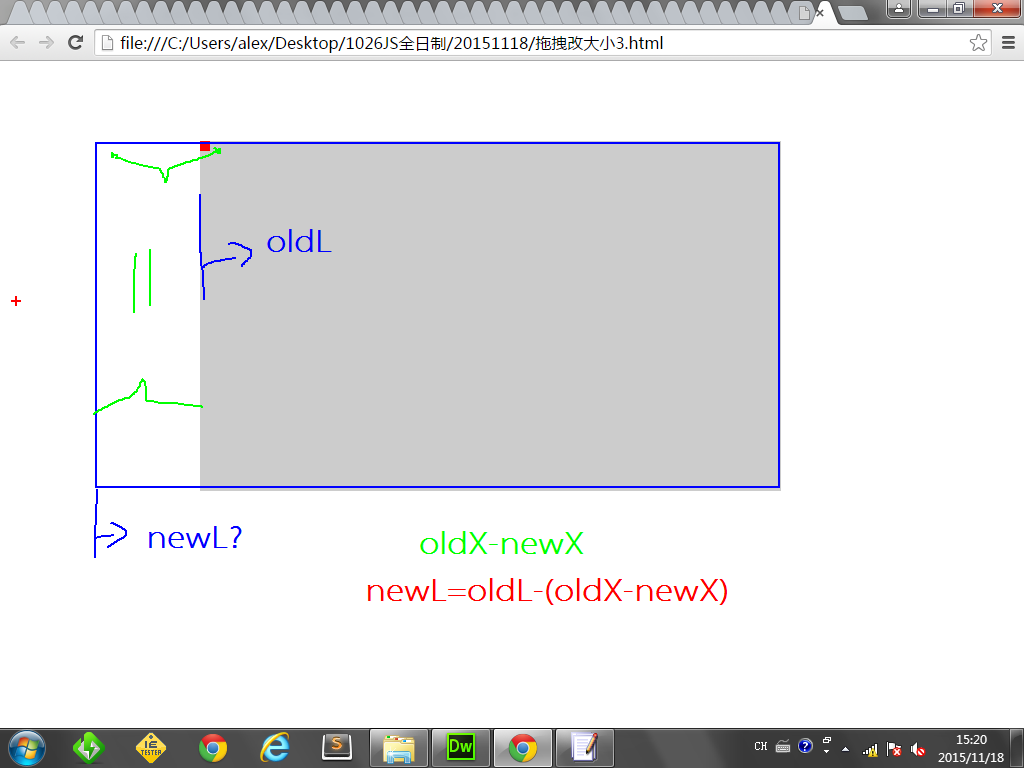 file:///C:/Users/alex/Desktop/1026JS全日制/20151118/拖拽改大小3.html
oldL
newL?
oldX-newX
newL=oldL-(oldX-newX)
IE
TESTER
S
Dw
CH
15:20
2015/11/18